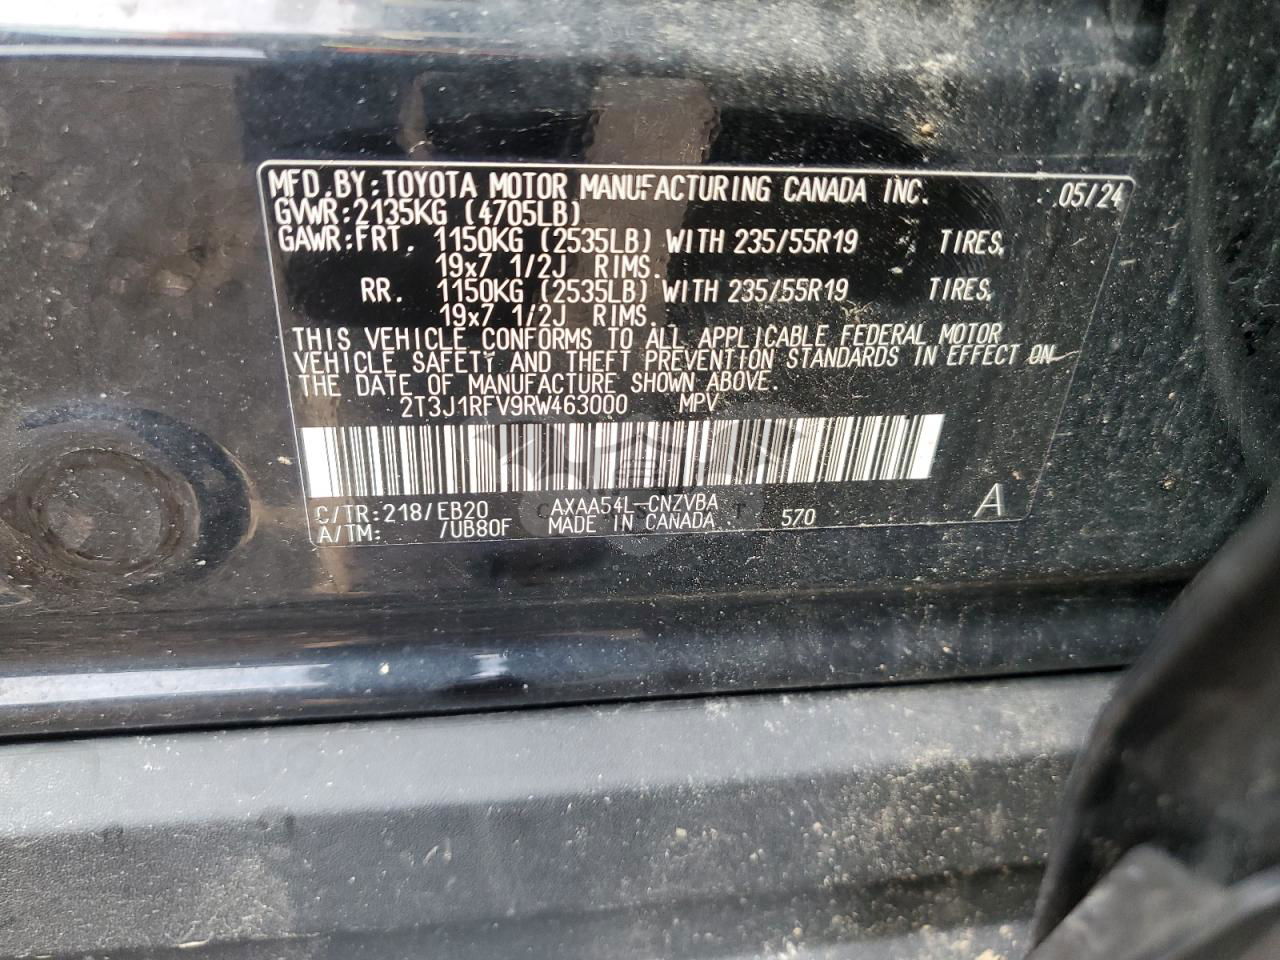 MFD.BY:TOYOTA MOTOR MANUFACTURING CANADA INC. 05/24
GVWR:2135KG (4705LB)
GAWR:FRT. 1150KG (2535LB) WITH 235/55R19 TIRES,
19x7 1/2J RIMS.
RR. 1150KG (2535LB) WITH 235/55R19 TIRES,
19x7 1/2J RIMS.
THIS VEHICLE CONFORMS TO ALL APPLICABLE FEDERAL MOTOR
VEHICLE SAFETY AND THEFT PREVENTION STANDARDS IN EFFECT ON
THE DATE OF MANUFACTURE SHOWN ABOVE.
2T3J1RFV9RW463000 MPV
C/TR:218/EB20 AXAA54L-CNZVBA
A/TM: /UB80F MADE IN CANADA 570 A